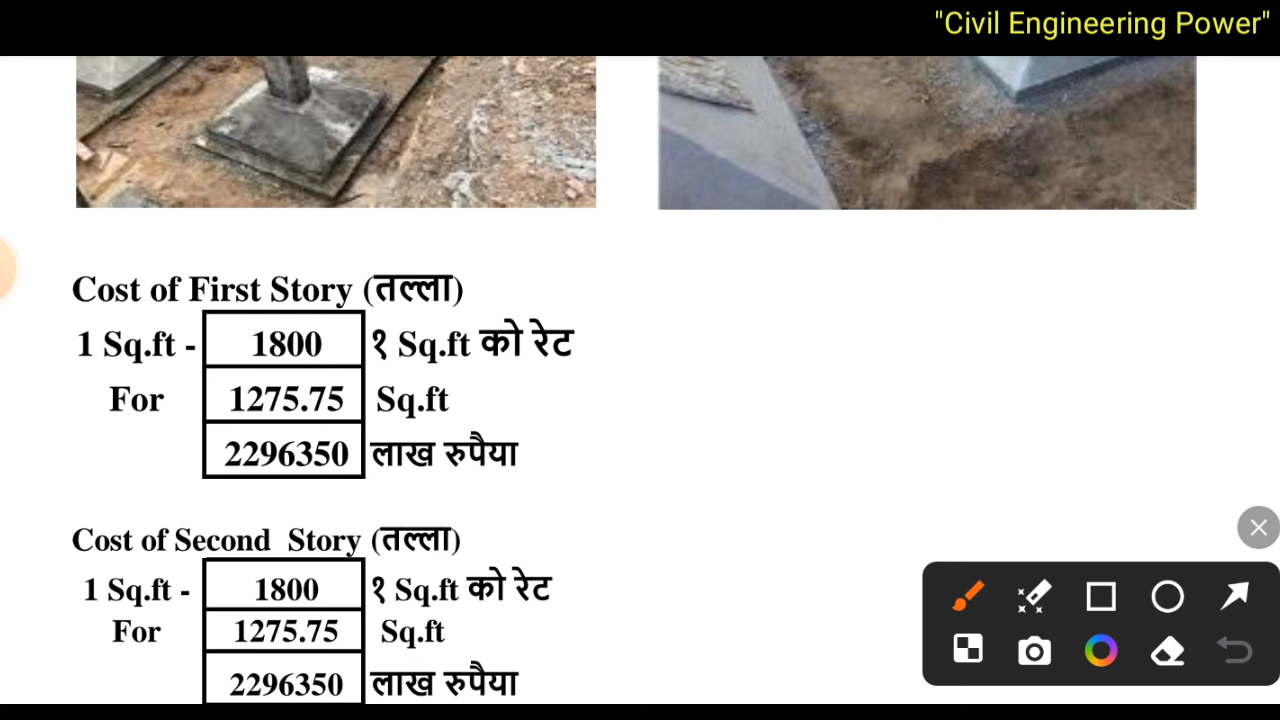 "Civil Engineering Power"
Cost of First Story (तल्ला)
1 Sq.ft - 1800 १ Sq.ft को रेट
For 1275.75 Sq.ft
2296350 लाख रुपैया
Cost of Second Story (तल्ला)
1 Sq.ft - 1800 १ Sq.ft को रेट
For 1275.75 Sq.ft
2296350 लाख रुपैया